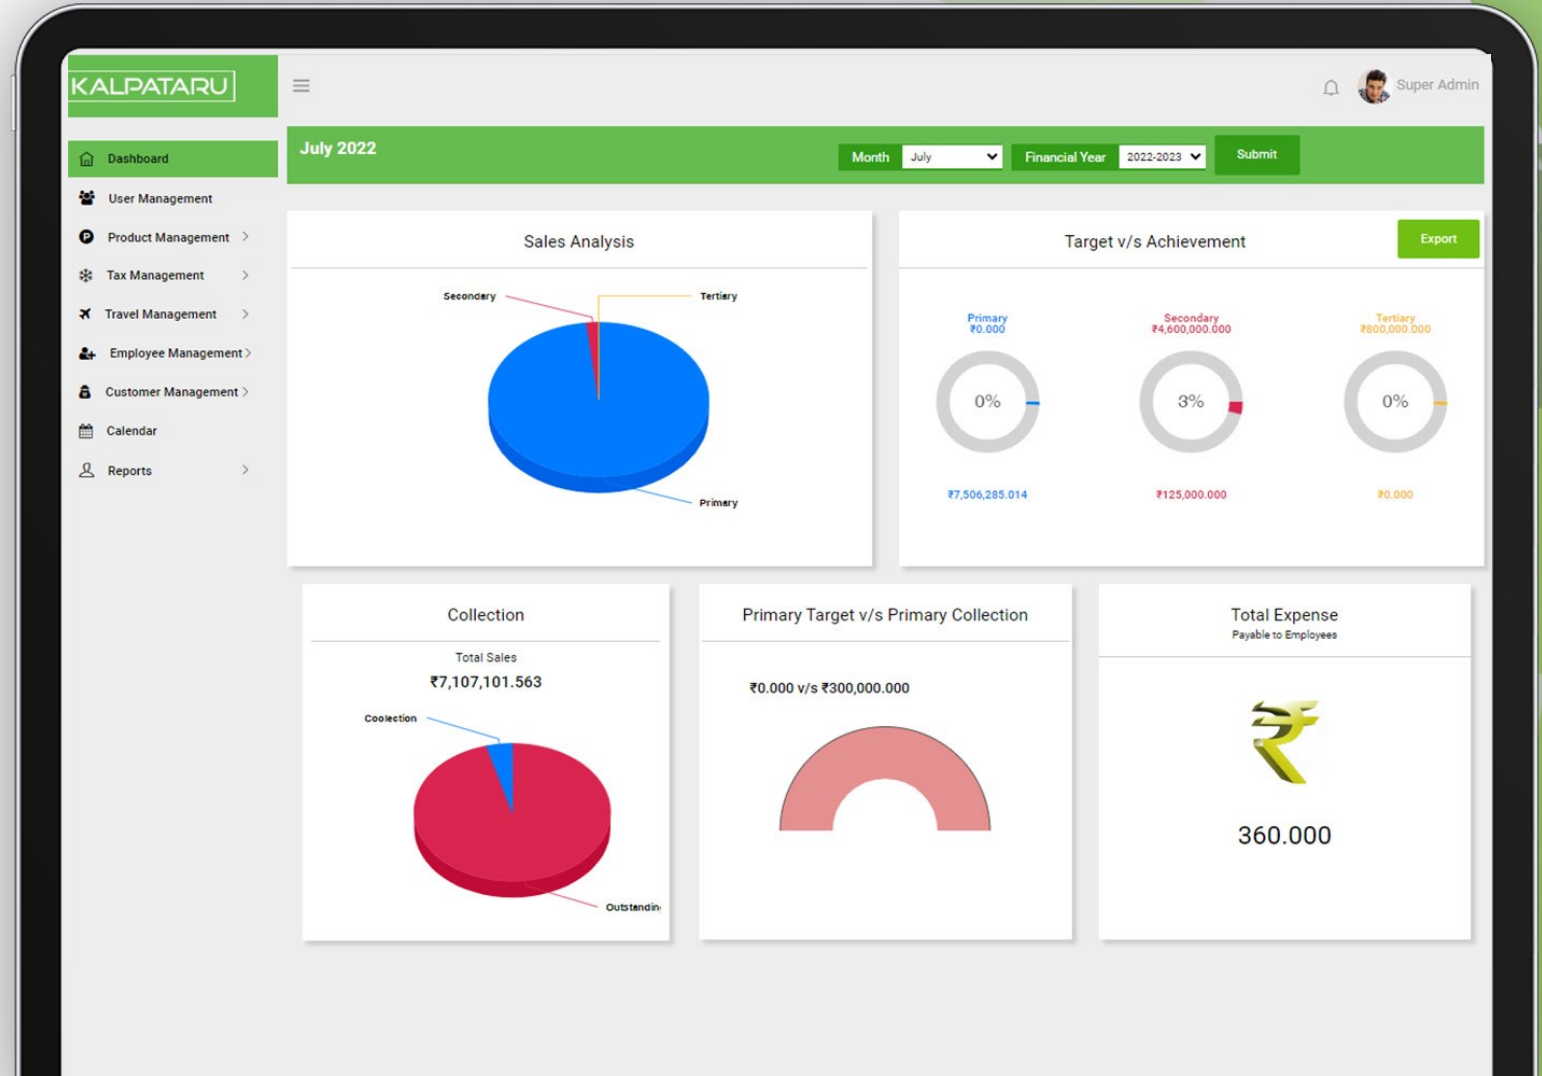 KALPATARU
Super Admin
Dashboard
User Management
Product Management
Tax Management
Travel Management
Employee Management
Customer Management
Calendar
Reports
July 2022
Month
July
Financial Year
2022-2023
Submit
Sales Analysis
Secondary
Tertiary
Primary
Target v/s Achievement
Export
Primary
₹0.000
0%
₹7,506,285.014
Secondary
₹4,600,000.000
3%
₹125,000.000
Tertiary
₹800,000.000
0%
₹0.000
Collection
Total Sales
₹7,107,101.563
Coolection
Outstandin
Primary Target v/s Primary Collection
₹0.000 v/s ₹300,000.000
Total Expense
Payable to Employees
360.000